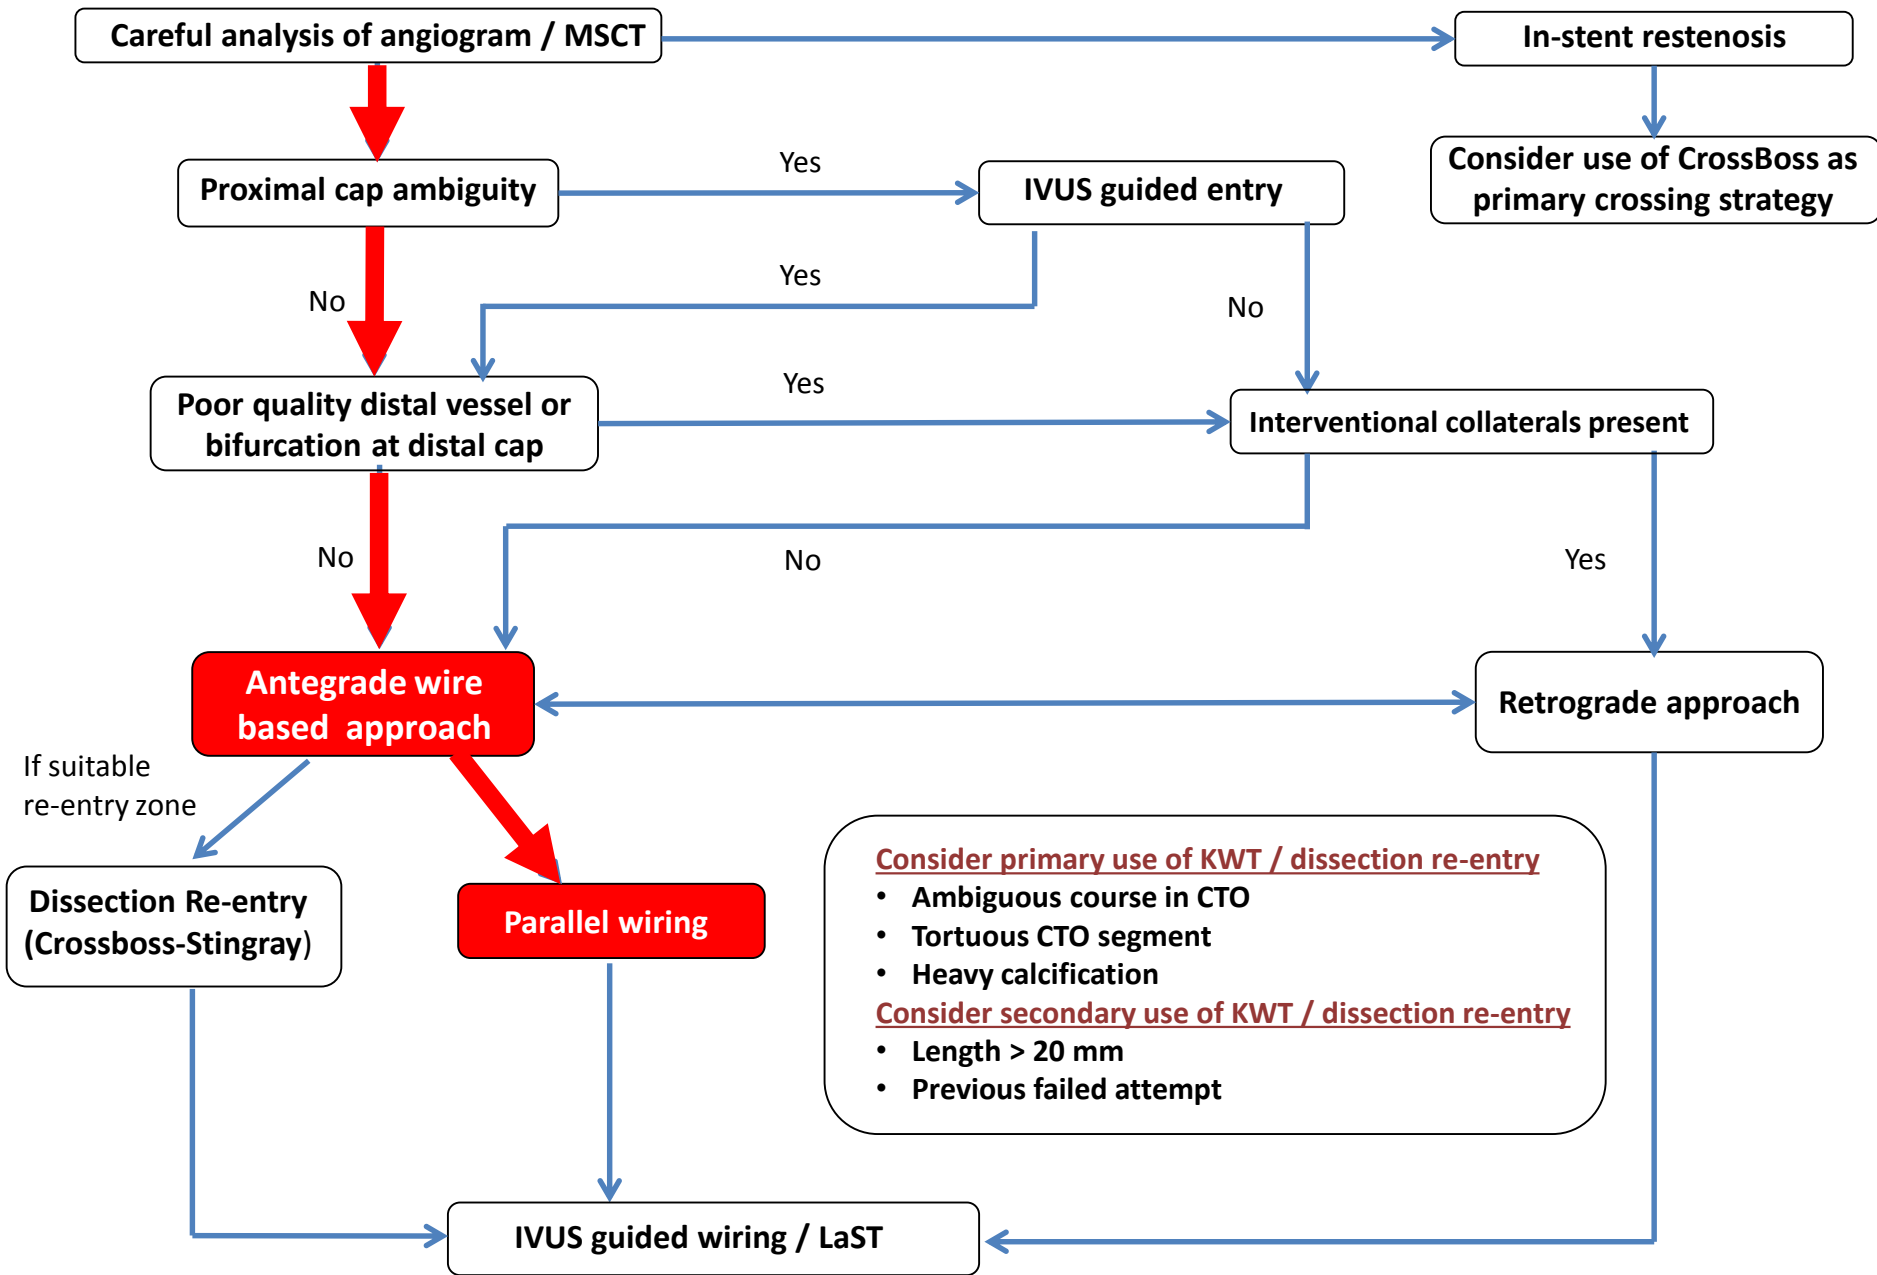 Careful analysis of angiogram / MSCT
In-stent restenosis
Proximal cap ambiguity
Yes
IVUS guided entry
Consider use of CrossBoss as
primary crossing strategy
No
Yes
No
Poor quality distal vessel or
bifurcation at distal cap
Yes
Interventional collaterals present
No
No
Yes
Antegrade wire
based approach
Retrograde approach
If suitable
re-entry zone
Dissection Re-entry
(Crossboss-Stingray)
Parallel wiring
Consider primary use of KWT / dissection re-entry
• Ambiguous course in CTO
• Tortuous CTO segment
• Heavy calcification
Consider secondary use of KWT / dissection re-entry
• Length > 20 mm
• Previous failed attempt
IVUS guided wiring / LaST